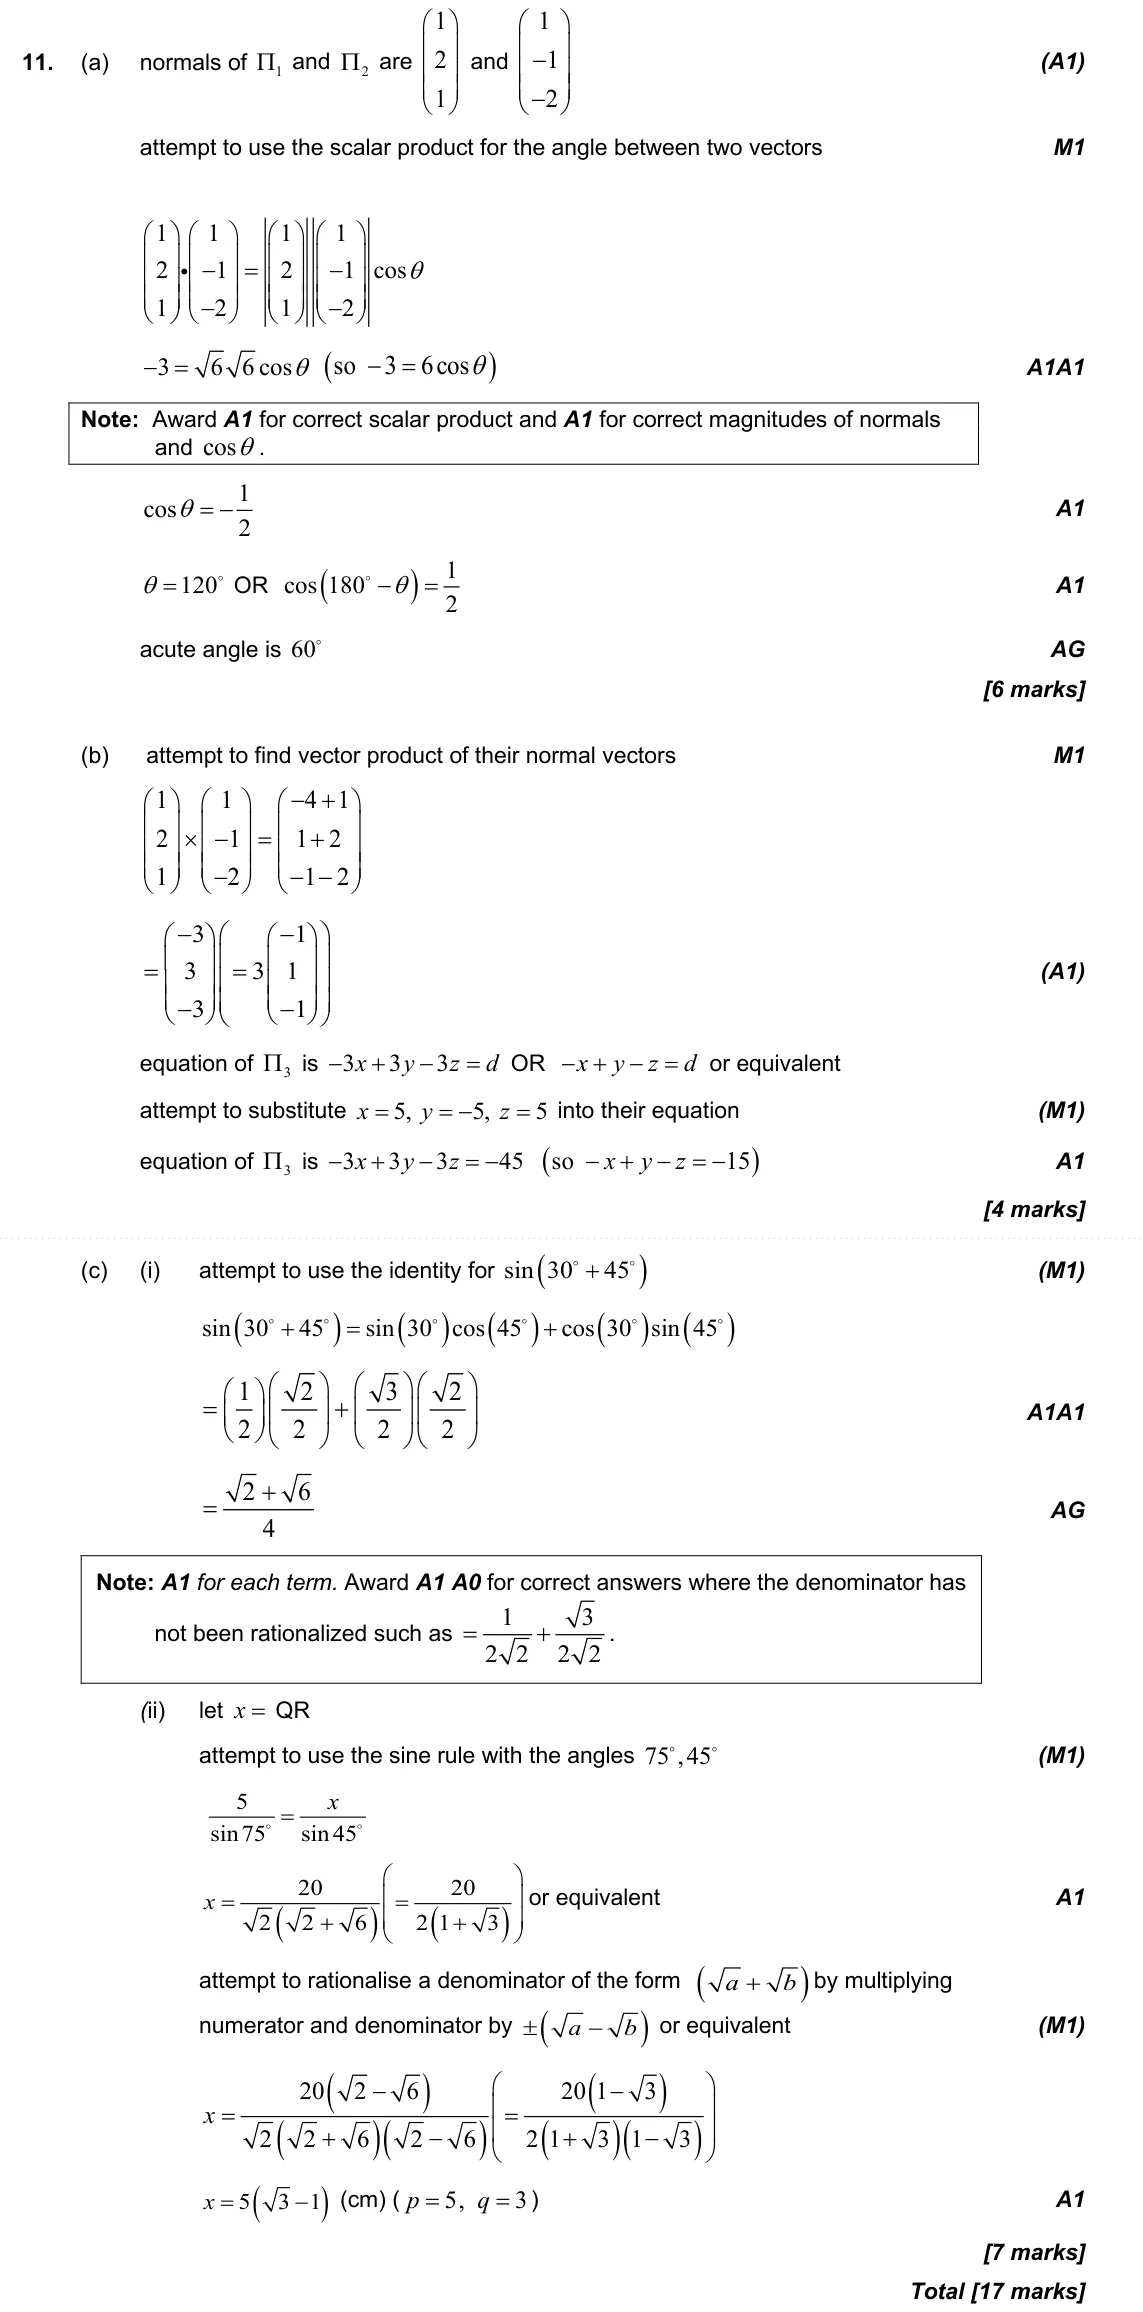 11. (a) normals of Π₁ and Π₂ are (1 2 1) and (1 −1 −2) (A1)
attempt to use the scalar product for the angle between two vectors M1
(1 2 1)•(1 −1 −2) = |(1 2 1)||(1 −1 −2)|cosθ
−3 = √6√6 cosθ (so −3 = 6cosθ) A1A1
Note: Award A1 for correct scalar product and A1 for correct magnitudes of normals
and cosθ.
cosθ = −1/2 A1
θ = 120° OR cos(180° − θ) = 1/2 A1
acute angle is 60° AG
[6 marks]
(b) attempt to find vector product of their normal vectors M1
(1 2 1)×(1 −1 −2) = (−4+1 1+2 −1−2)
= (−3 3 −3)(= 3(−1 1 −1)) (A1)
equation of Π₃ is −3x + 3y − 3z = d OR −x + y − z = d or equivalent
attempt to substitute x = 5, y = −5, z = 5 into their equation (M1)
equation of Π₃ is −3x + 3y − 3z = −45 (so −x + y − z = −15) A1
[4 marks]
(c) (i) attempt to use the identity for sin(30° + 45°) (M1)
sin(30° + 45°) = sin(30°)cos(45°) + cos(30°)sin(45°)
= (1/2)(√2/2) + (√3/2)(√2/2) A1A1
= (√2 + √6)/4 AG
Note: A1 for each term. Award A1 A0 for correct answers where the denominator has
not been rationalized such as = 1/(2√2) + √3/(2√2).
(ii) let x = QR
attempt to use the sine rule with the angles 75°,45° (M1)
5/sin75° = x/sin45°
x = 20/(√2(√2 + √6)) (= 20/(2(1 + √3))) or equivalent A1
attempt to rationalise a denominator of the form (√a + √b) by multiplying
numerator and denominator by ±(√a − √b) or equivalent (M1)
x = 20(√2 − √6)/(√2(√2 + √6)(√2 − √6)) (= 20(1 − √3)/(2(1 + √3)(1 − √3)))
x = 5(√3 − 1) (cm) (p = 5, q = 3) A1
[7 marks]
Total [17 marks]